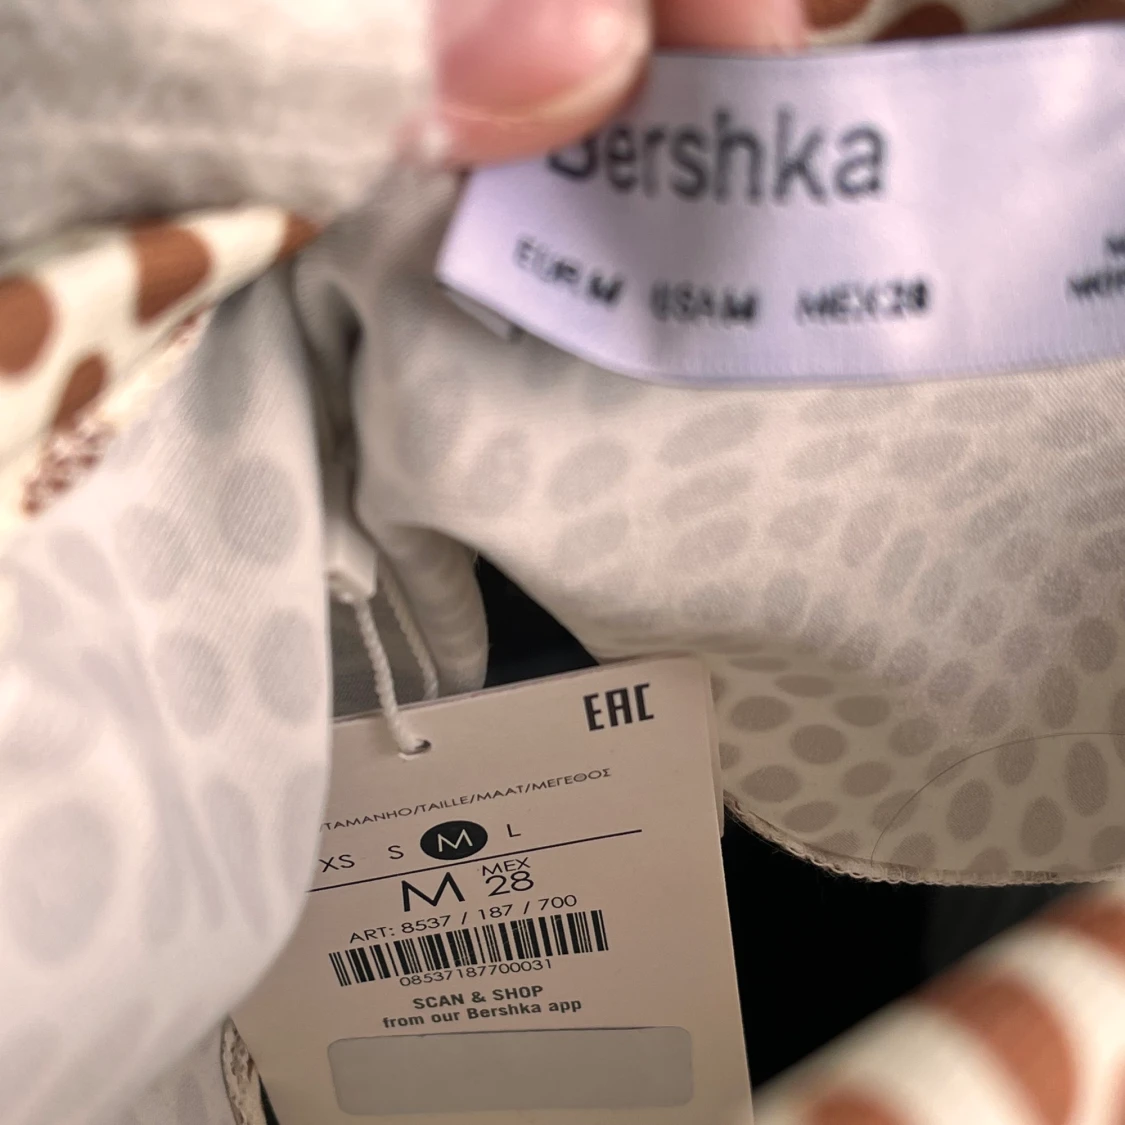 Bershka
EUR M USA M MEX 28
EAC
/TAMANHO/TAILLE/MAAT/ΜΕΓΕΘΟΣ
XS S M L
M MEX 28
ART: 8537 / 187 / 700
08537187700031
SCAN & SHOP
from our Bershka app